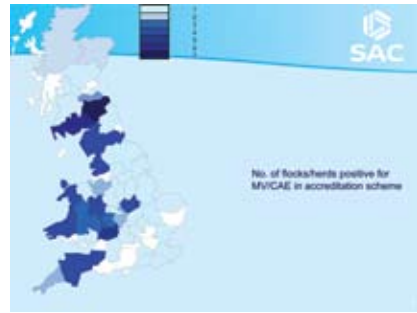 SAC
No. of flocks/herds positive for
MV/CAE in accreditation scheme